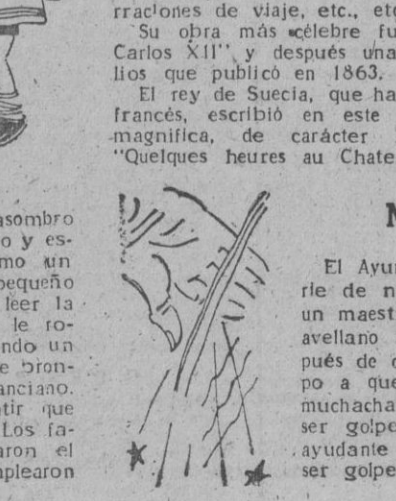 rraciones de viaje, etc., etc
Su obra más célebre fu
Carlos XII" y después una
lios que publicó en 1863.
El rey de Suecia, que ha
francés, escribió en este
magnifica, de carácter
"Quelques heures au Chate
asombro
o y es-
mo un
pequeño
leer la
le ro-
ndo un
e bron-
anciano.
tir que
Los fa-
aron el
mplearon
El Ayun
rie de n
un maest
avellano
pués de d
po a que
muchacha
ser golpe
ayudante
ser golpe